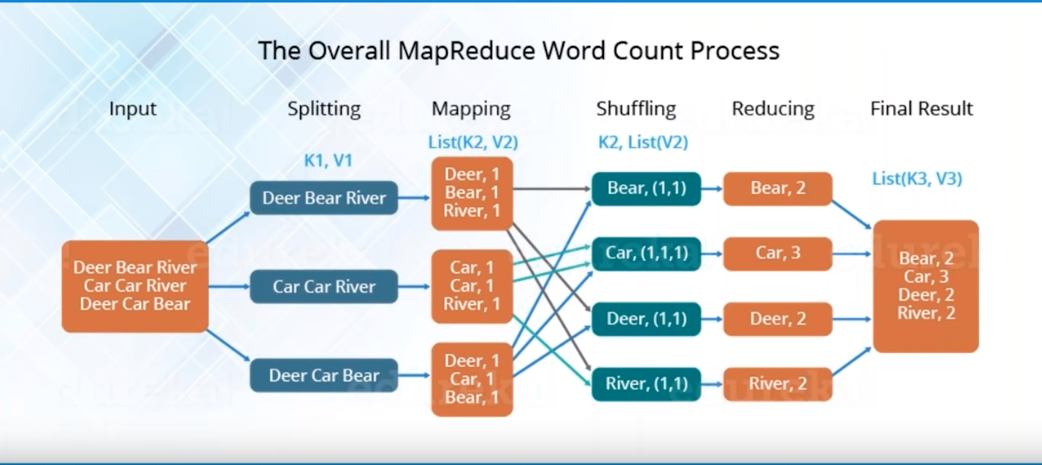 The Overall MapReduce Word Count Process
Input
Splitting
Mapping
Shuffling
Reducing
Final Result
K1, V1
List(K2, V2)
K2, List(V2)
List(K3, V3)
Deer Bear River
Car Car River
Deer Car Bear
Deer Bear River
Car Car River
Deer Car Bear
Deer, 1
Bear, 1
River, 1
Car, 1
Car, 1
River, 1
Deer, 1
Car, 1
Bear, 1
Bear, (1,1)
Car, (1,1,1)
Deer, (1,1)
River, (1,1)
Bear, 2
Car, 3
Deer, 2
River, 2
Bear, 2
Car, 3
Deer, 2
River, 2